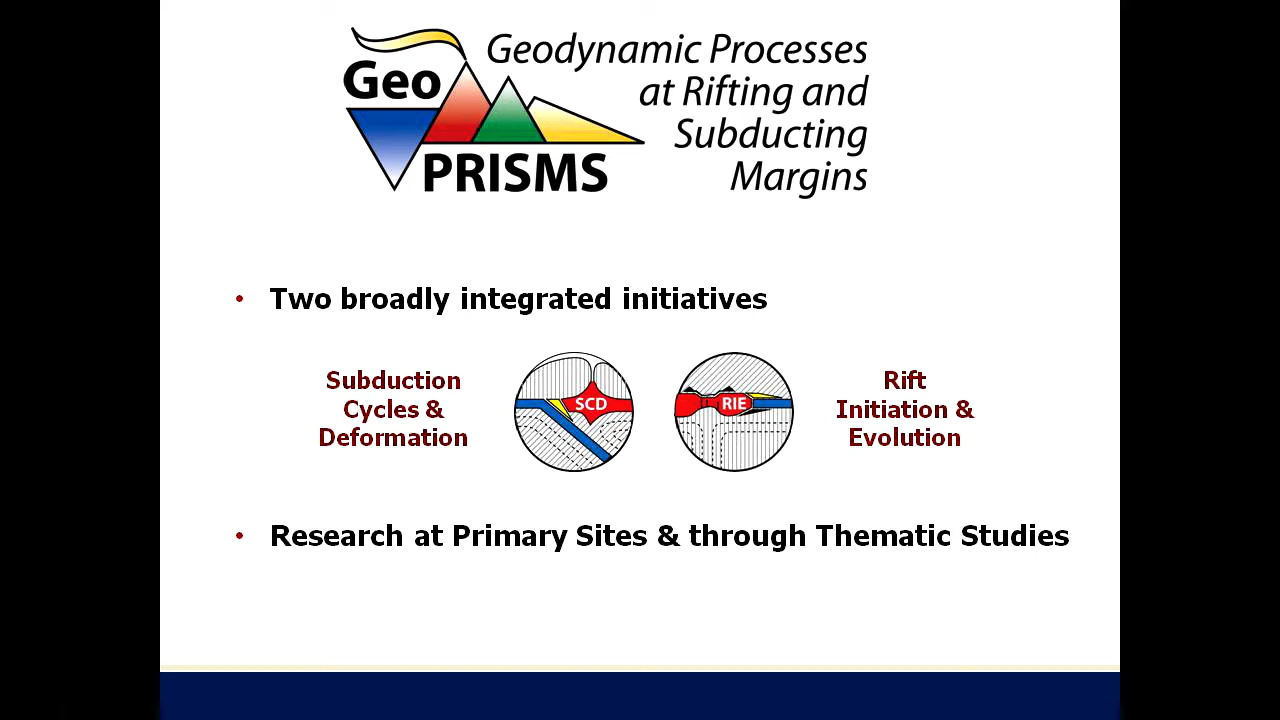 Geo
PRISMS
Geodynamic Processes
at Rifting and
Subducting
Margins
• Two broadly integrated initiatives
Subduction
Cycles &
Deformation
SCD
RIE
Rift
Initiation &
Evolution
• Research at Primary Sites & through Thematic Studies